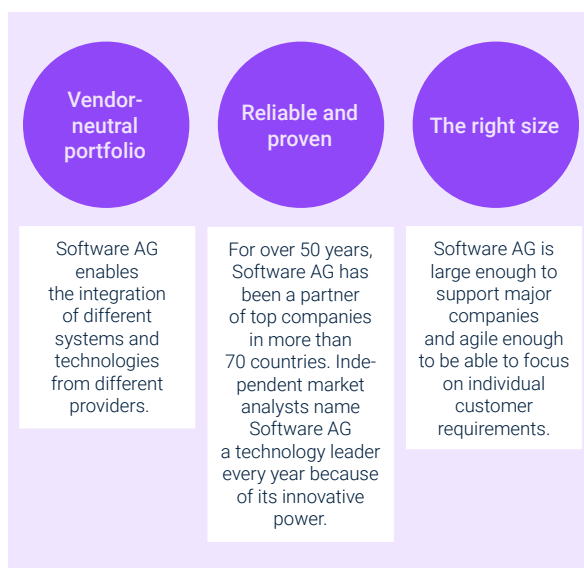 Vendor-
neutral
portfolio
Software AG
enables
the integration
of different
systems and
technologies
from different
providers.
Reliable and
proven
For over 50 years,
Software AG has
been a partner
of top companies
in more than
70 countries. Inde-
pendent market
analysts name
Software AG
a technology leader
every year because
of its innovative
power.
The right size
Software AG is
large enough to
support major
companies
and agile enough
to be able to focus
on individual
customer
requirements.